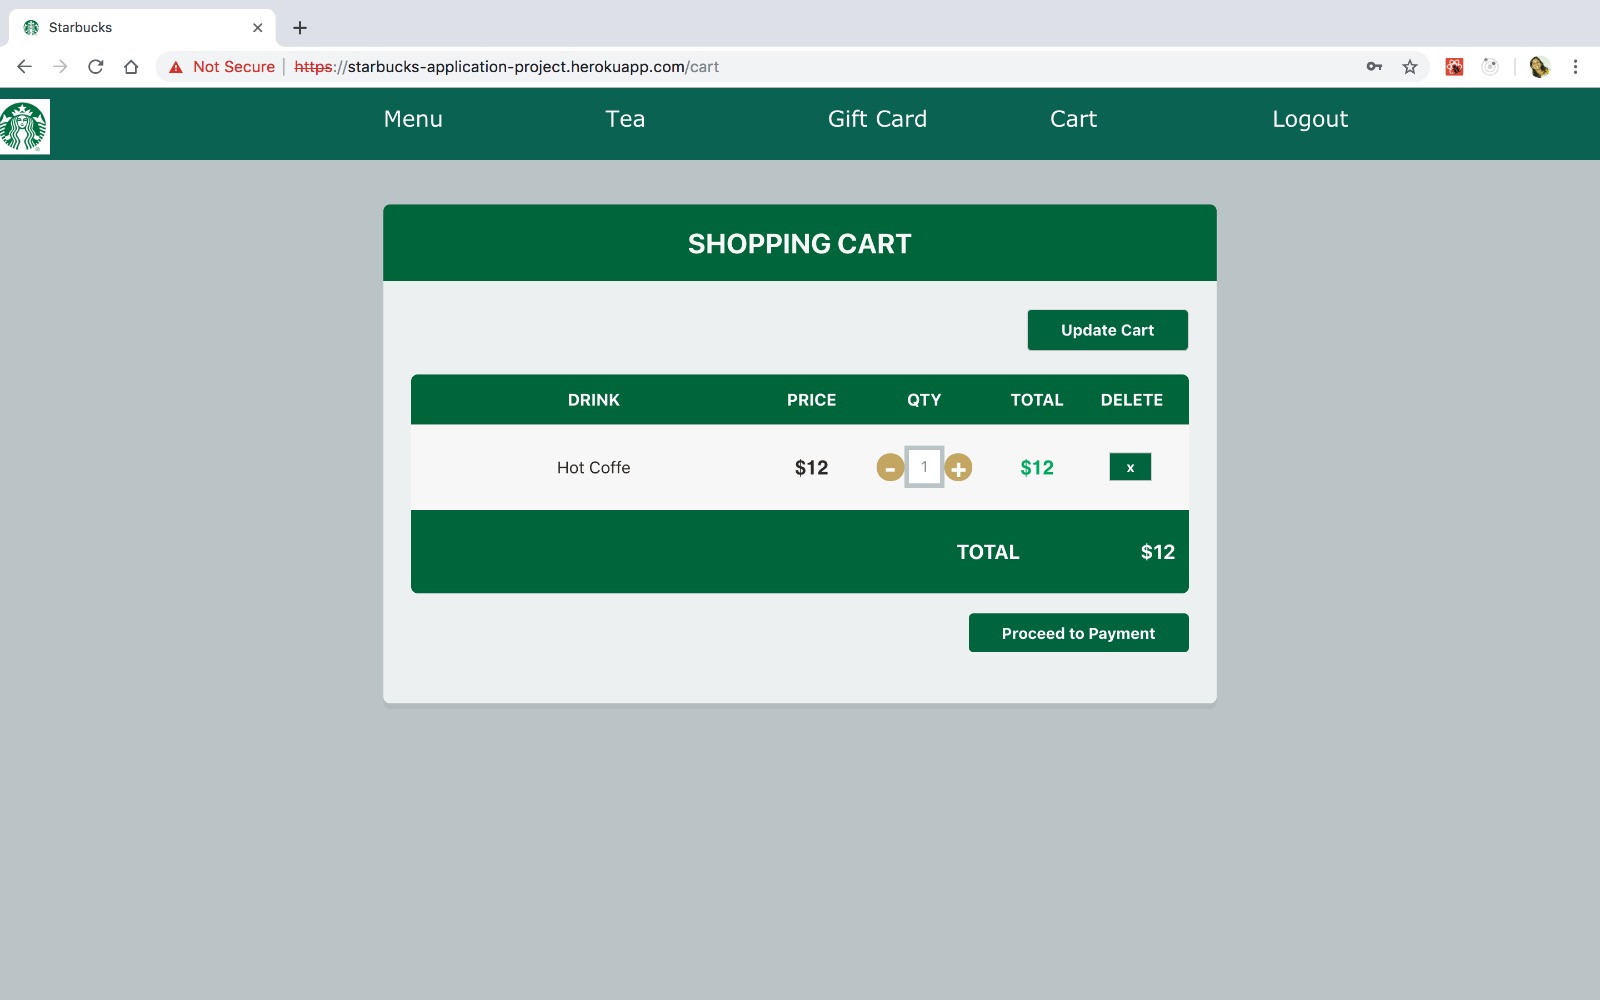 Starbucks
Not Secure https://starbucks-application-project.herokuapp.com/cart
Menu Tea Gift Card Cart Logout
SHOPPING CART
Update Cart
DRINK PRICE QTY TOTAL DELETE
Hot Coffe $12 - 1 + $12 x
TOTAL $12
Proceed to Payment